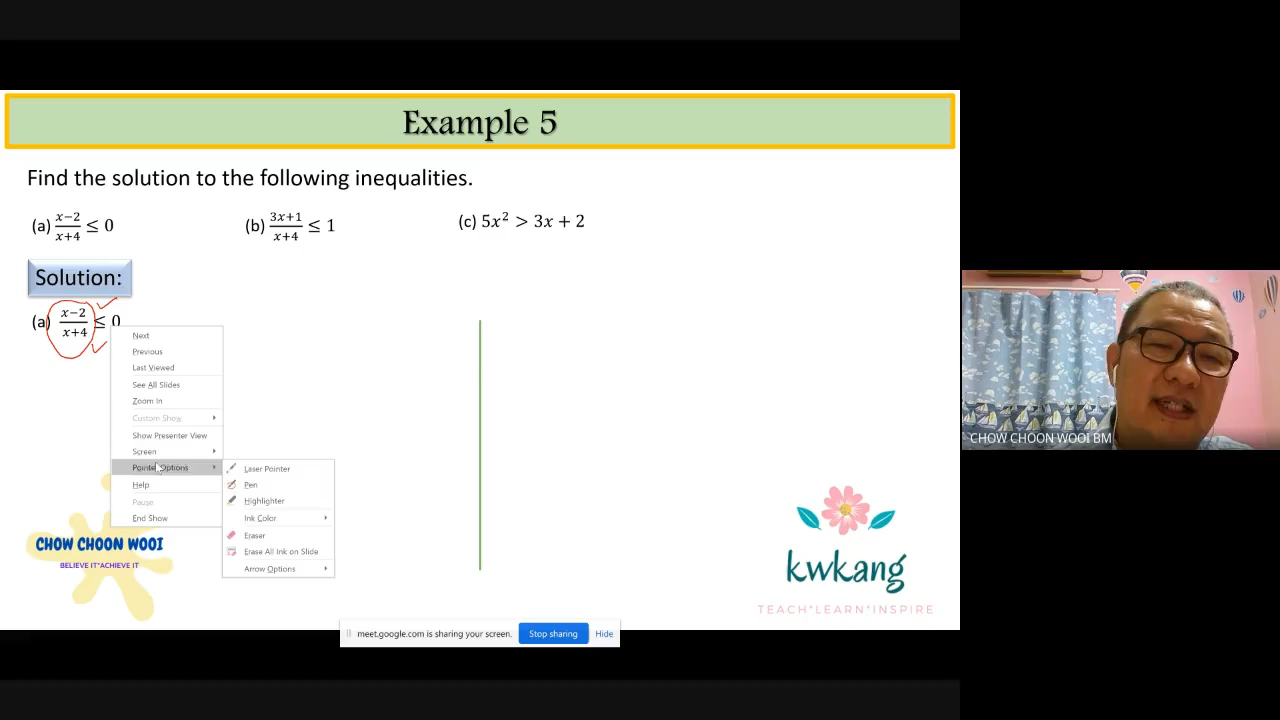 Example 5
Find the solution to the following inequalities.
(a) x−2/x+4 ≤ 0 (b) 3x+1/x+4 ≤ 1 (c) 5x² > 3x + 2
Solution:
(a) x−2/x+4 ≤ 0
Next
Previous
Last Viewed
See All Slides
Zoom In
Custom Show
Show Presenter View
Screen
Pointer Options
Help
Pause
End Show
Laser Pointer
Pen
Highlighter
Ink Color
Eraser
Erase All Ink on Slide
Arrow Options
CHOW CHOON WOOI
BELIEVE IT*ACHIEVE IT
kwkang
TEACH*LEARN*INSPIRE
meet.google.com is sharing your screen. Stop sharing Hide
CHOW CHOON WOOI BM